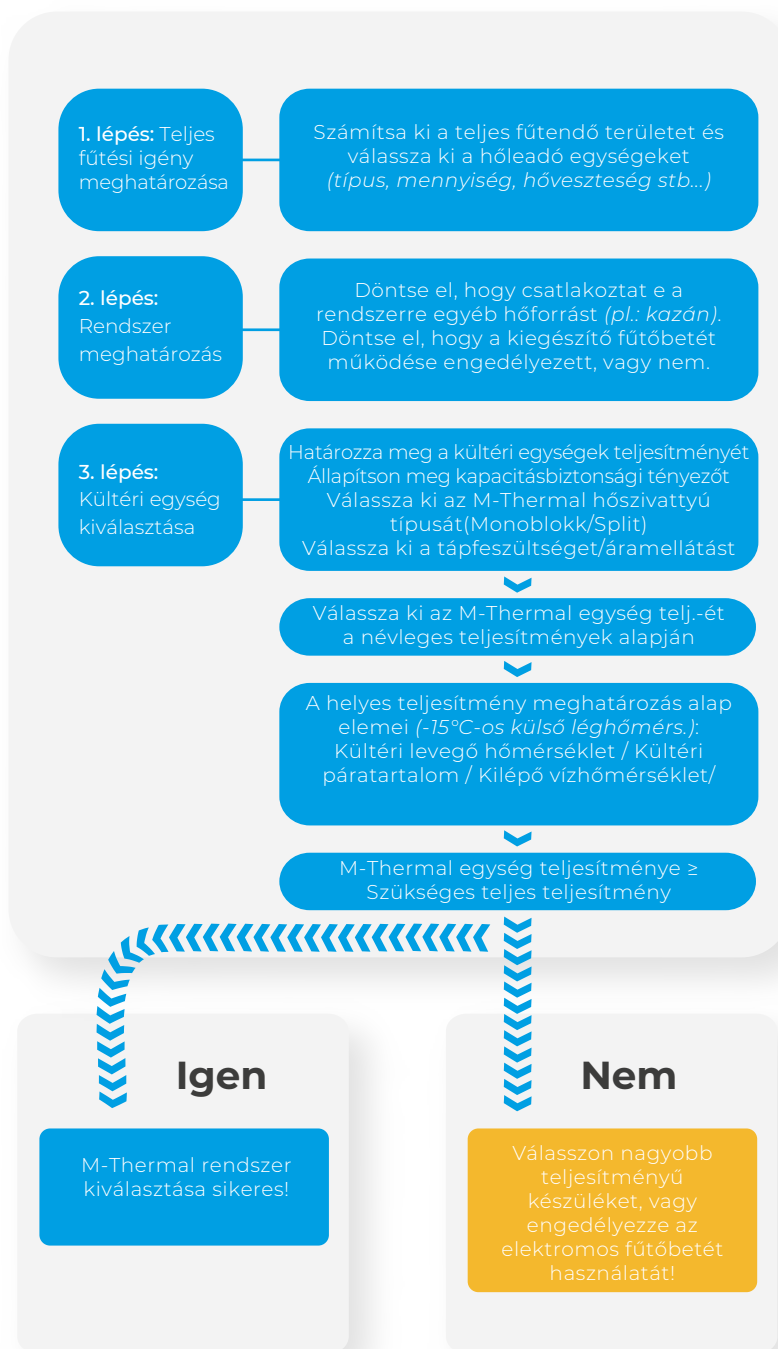 1. lépés: Teljes
fűtési igény
meghatározása
Számítsa ki a teljes fűtendő területet és
válassza ki a hőleadó egységeket
(típus, mennyiség, hőveszteség stb...)
2. lépés:
Rendszer
meghatározás
Döntse el, hogy csatlakoztat e a
rendszerre egyéb hőforrást (pl.: kazán).
Döntse el, hogy a kiegészítő fűtőbetét
működése engedélyezett, vagy nem.
3. lépés:
Kültéri egység
kiválasztása
Határozza meg a kültéri egységek teljesítményét
Állapítson meg kapacitásbiztonsági tényezőt
Válassza ki az M-Thermal hőszivattyú
típusát(Monoblokk/Split)
Válassza ki a tápfeszültséget/áramellátást
Válassza ki az M-Thermal egység telj.-ét
a névleges teljesítmények alapján
A helyes teljesítmény meghatározás alap
elemei (-15°C-os külső léghőmérs.):
Kültéri levegő hőmérséklet / Kültéri
páratartalom / Kilépő vízhőmérséklet/
M-Thermal egység teljesítménye ≥
Szükséges teljes teljesítmény
Igen
M-Thermal rendszer
kiválasztása sikeres!
Nem
Válasszon nagyobb
teljesítményű
készüléket, vagy
engedélyezze az
elektromos fűtőbetét
használatát!